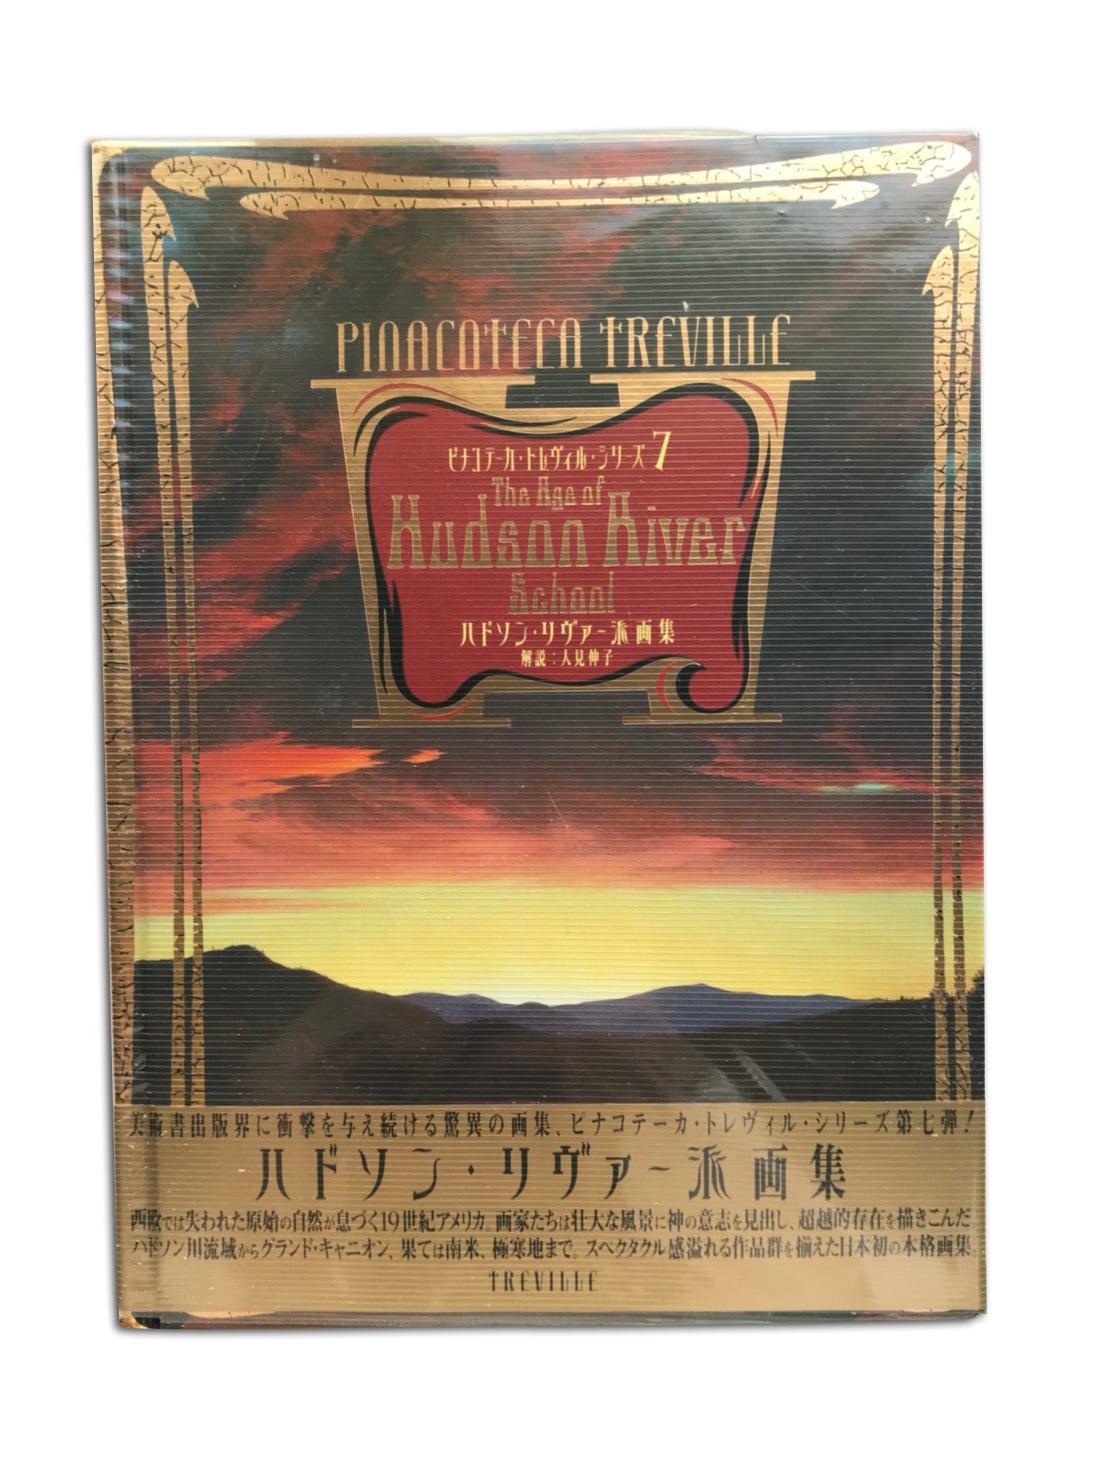 PINACOTECA TREVILLE
ピナコテーカ・トレヴィル・シリーズ7
The Age of
Hudson River
School
ハドソン・リヴァー派画集
解説：人見伸子
美術書出版界に衝撃を与え続ける驚異の画集、ピナコテーカ・トレヴィル・シリーズ第七弾！
ハドソン・リヴァー派画集
西欧では失われた原始の自然が息づく19世紀アメリカ。画家たちは壮大な風景に神の意志を見出し、超越的存在を描きこんだ
ハドソン川流域からグランド・キャニオン、果ては南米、極寒地まで。スペクタクル感溢れる作品群を揃えた日本初の本格画集。
TREVILLE